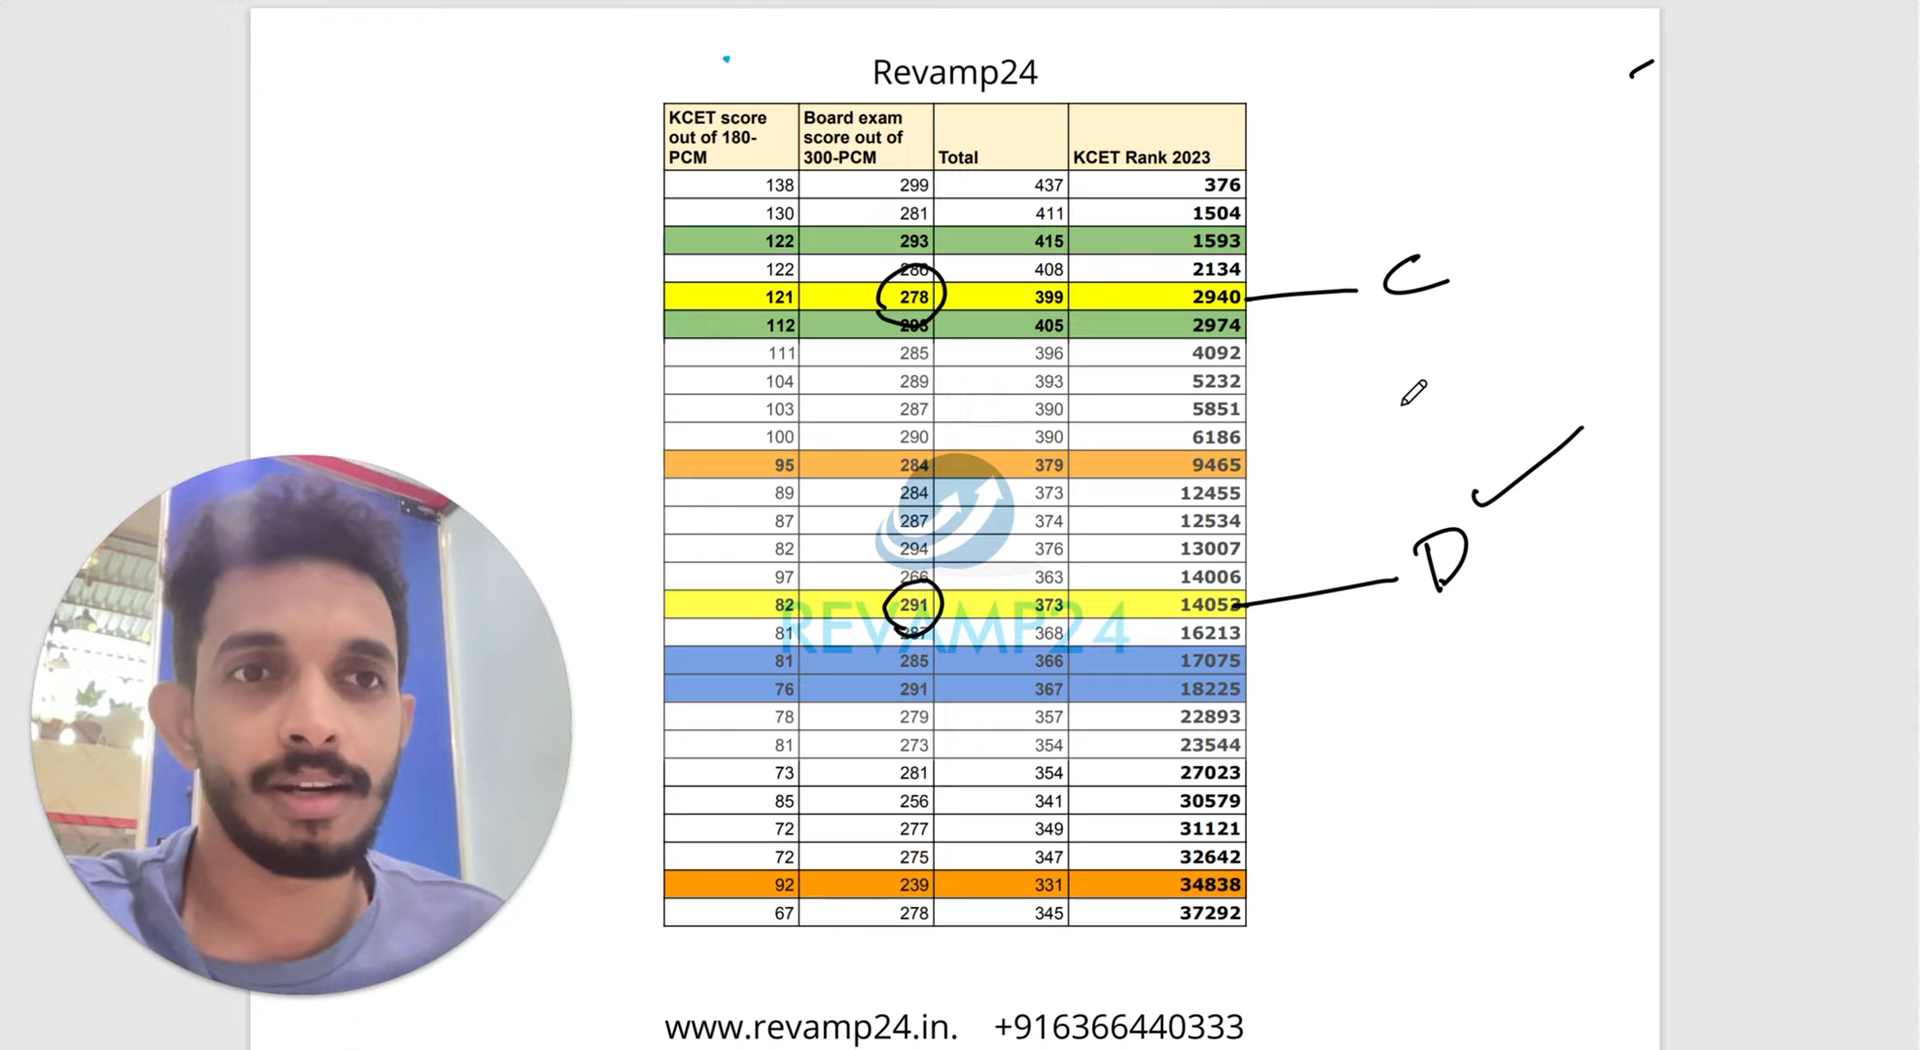 Revamp24
KCET score out of 180-PCM Board exam score out of 300-PCM Total KCET Rank 2023
138 299 437 376
130 281 411 1504
122 293 415 1593
122 286 408 2134
121 278 399 2940
C
112 293 405 2974
111 285 396 4092
104 289 393 5232
103 287 390 5851
100 290 390 6186
95 284 379 9465
89 284 373 12455
87 287 374 12534
82 294 376 13007
D
97 266 363 14006
82 291 373 14053
REVAMP24
81 287 368 16213
81 285 366 17075
76 291 367 18225
78 279 357 22893
81 273 354 23544
73 281 354 27023
85 256 341 30579
72 277 349 31121
72 275 347 32642
92 239 331 34838
67 278 345 37292
www.revamp24.in. +916366440333